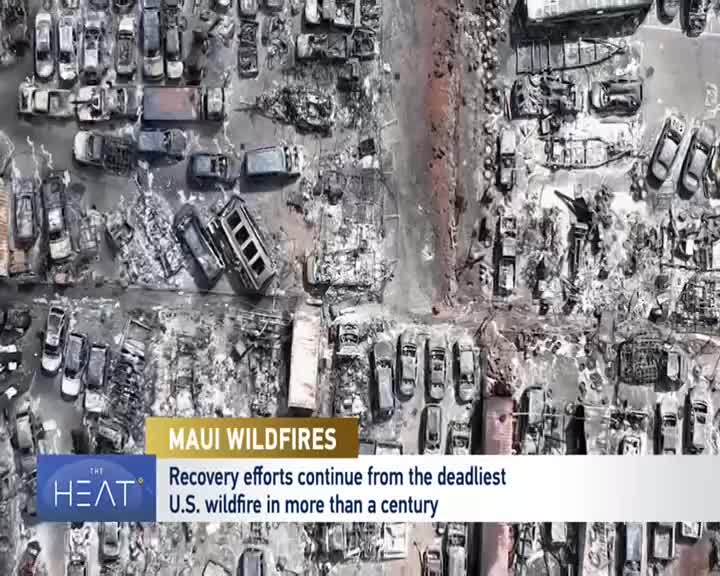 MAUI WILDFIRES
THE
HEAT
Recovery efforts continue from the deadliest
U.S. wildfire in more than a century